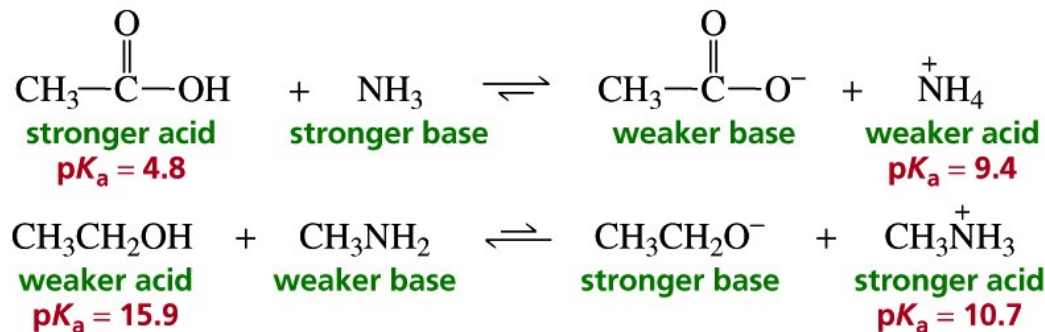 O O
CH₃—C—OH + NH₃ ⇌ CH₃—C—O⁻ + N⁺H₄
stronger acid stronger base weaker base weaker acid
pKₐ = 4.8 pKₐ = 9.4
CH₃CH₂OH + CH₃NH₂ ⇌ CH₃CH₂O⁻ + CH₃N⁺H₃
weaker acid weaker base stronger base stronger acid
pKₐ = 15.9 pKₐ = 10.7